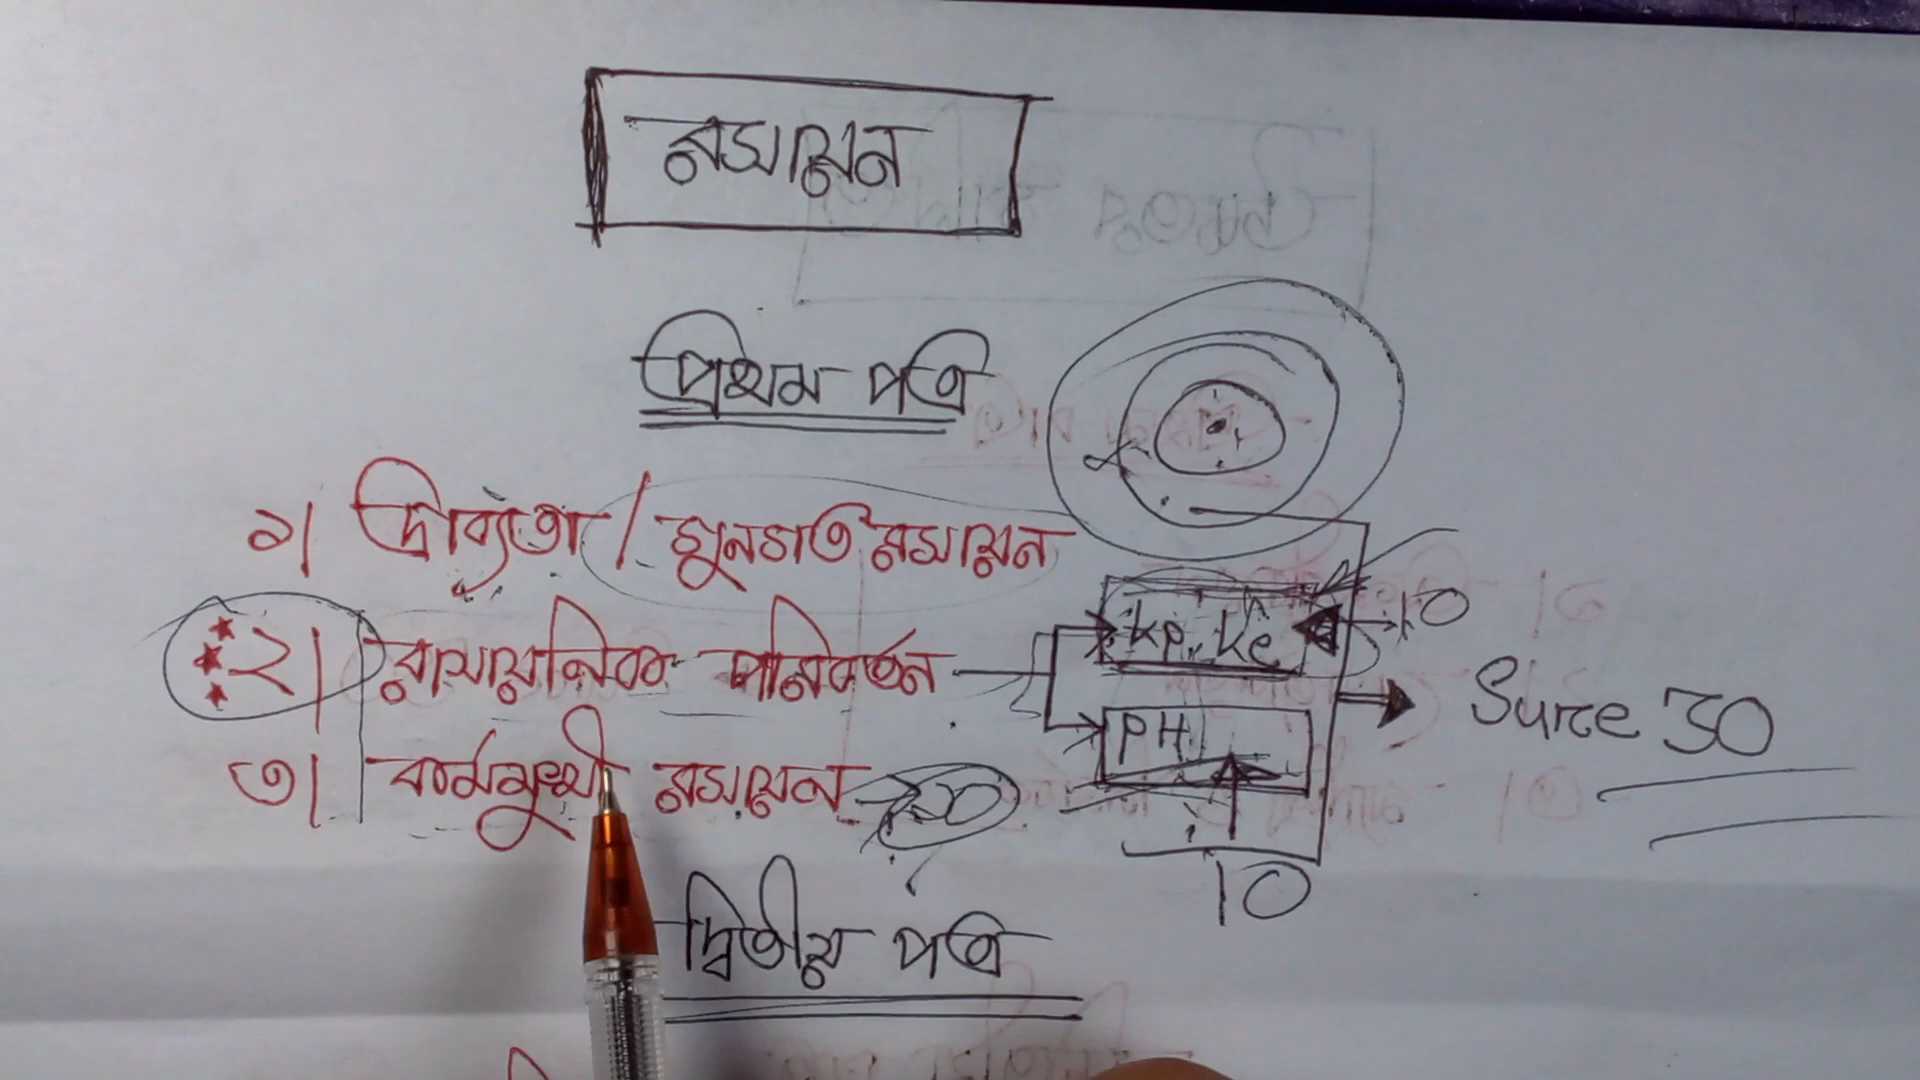 রসায়ন
প্রথম পত্র
১| দ্রাব্যতা / গুনগত রসায়ন
২| রাসায়নিক পরিবর্তন
kp, kc 10
PH 10
Sure 30
৩| কর্মমুখী রসায়ন
দ্বিতীয় পত্র